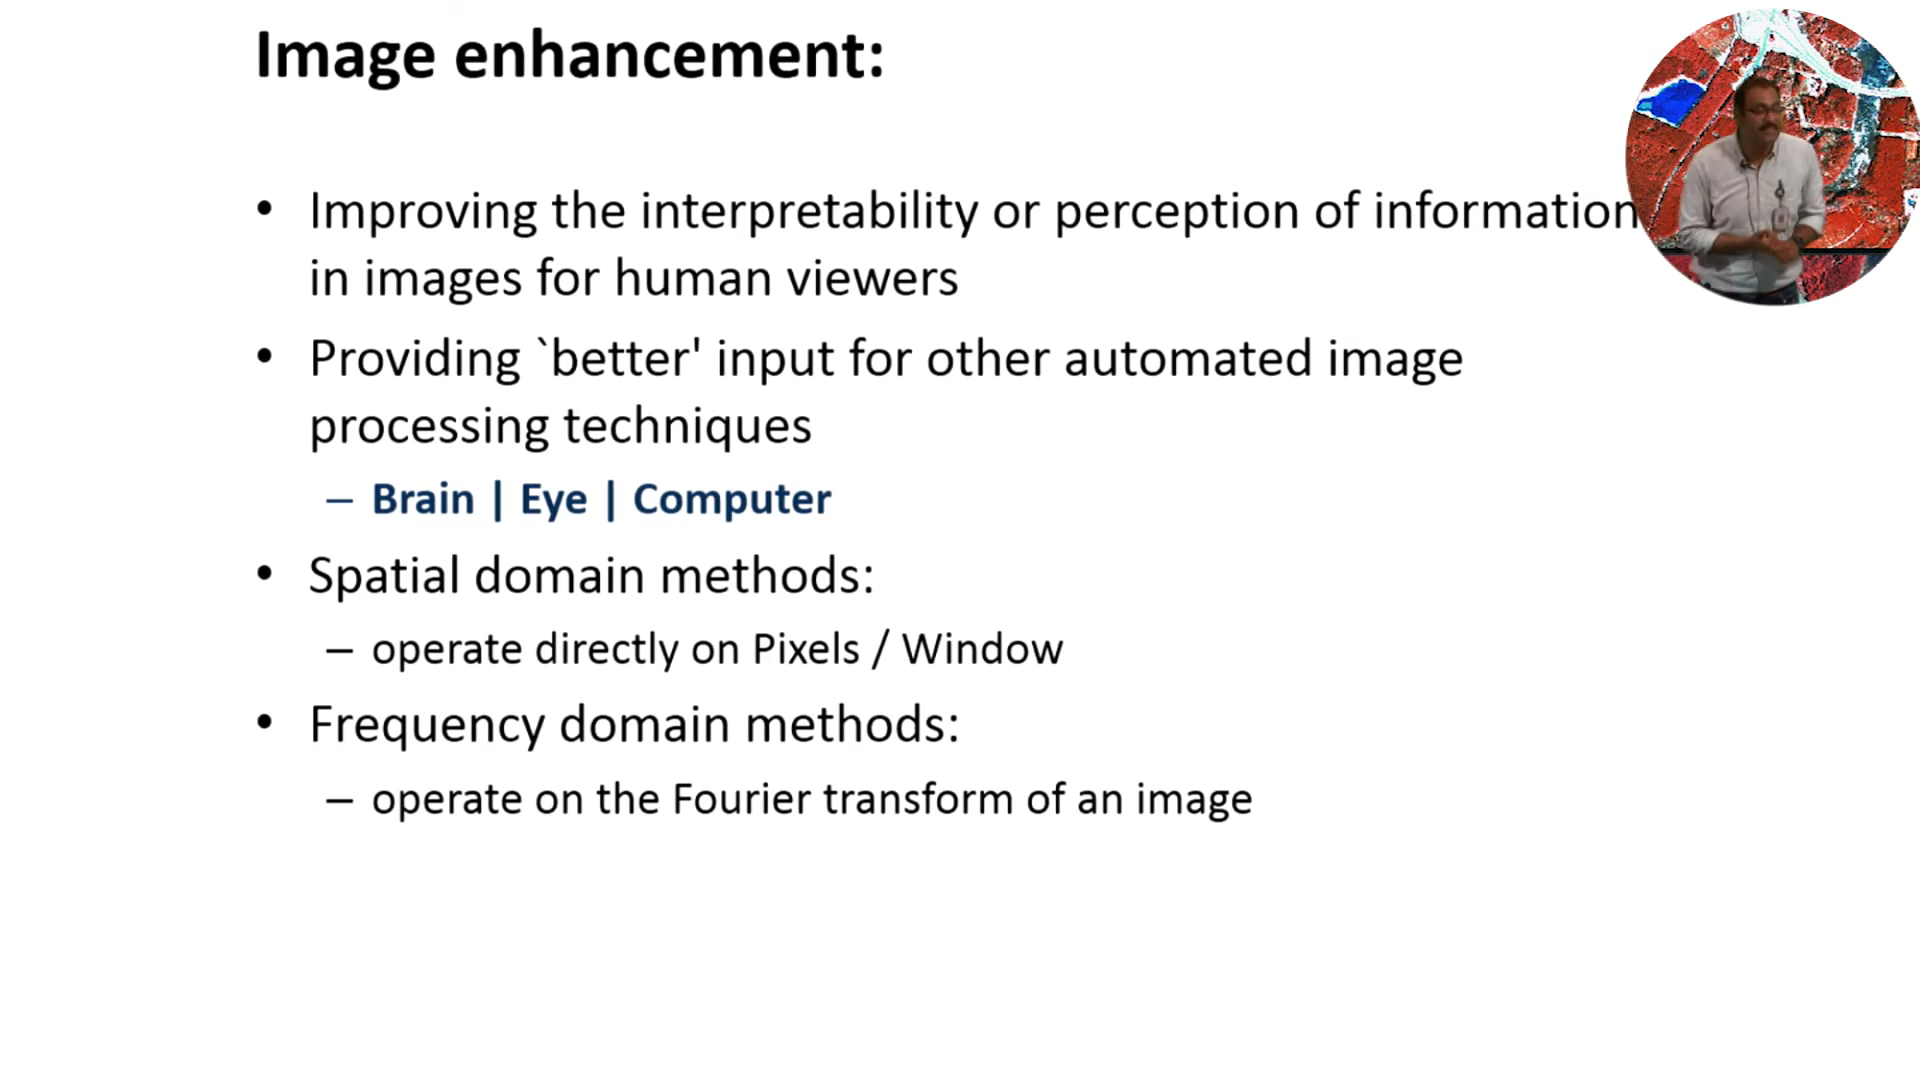 Image enhancement:
• Improving the interpretability or perception of information
in images for human viewers
• Providing `better' input for other automated image
processing techniques
– Brain | Eye | Computer
• Spatial domain methods:
– operate directly on Pixels / Window
• Frequency domain methods:
– operate on the Fourier transform of an image